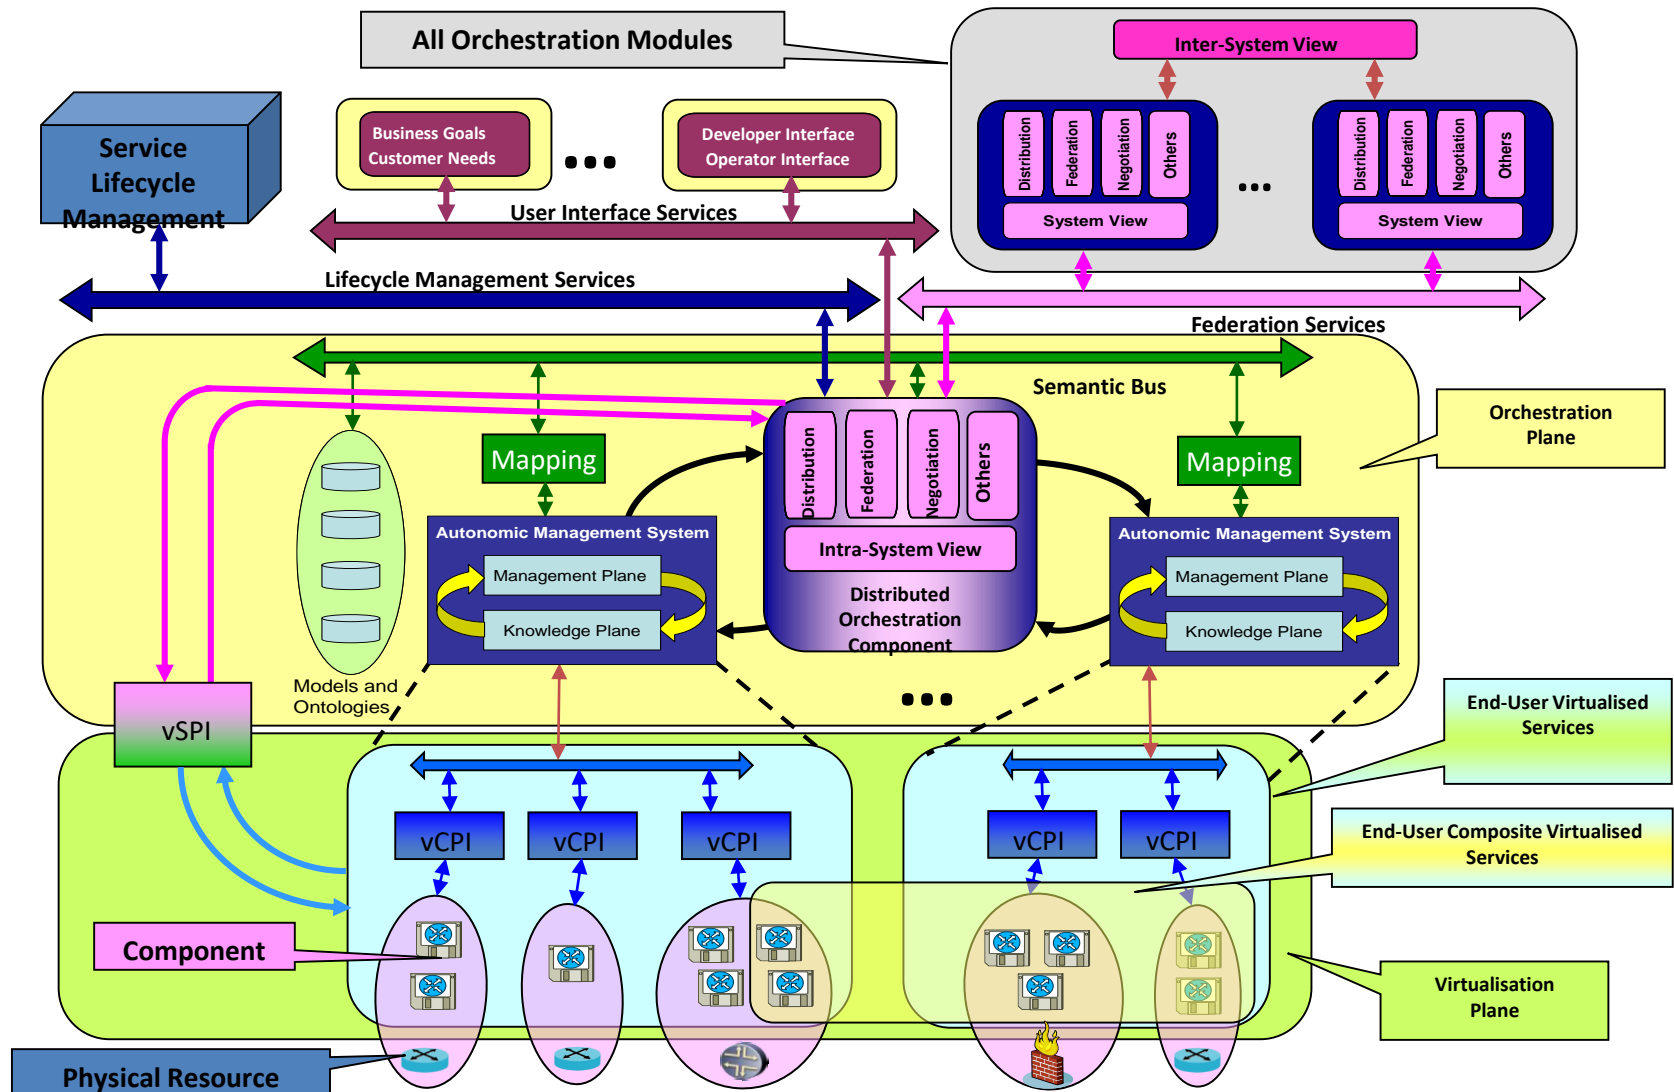 All Orchestration Modules
Inter-System View
Distribution
Federation
Negotiation
Others
System View
...
Distribution
Federation
Negotiation
Others
System View
Service
Lifecycle
Management
Business Goals
Customer Needs
...
Developer Interface
Operator Interface
User Interface Services
Lifecycle Management Services
Federation Services
Semantic Bus
Orchestration
Plane
Mapping
Distribution
Federation
Negotiation
Others
Intra-System View
Distributed
Orchestration
Component
Mapping
Autonomic Management System
Management Plane
Knowledge Plane
Autonomic Management System
Management Plane
Knowledge Plane
Models and
Ontologies
...
vSPI
End-User Virtualised
Services
vCPI
vCPI
vCPI
vCPI
vCPI
End-User Composite Virtualised
Services
Component
Virtualisation
Plane
Physical Resource